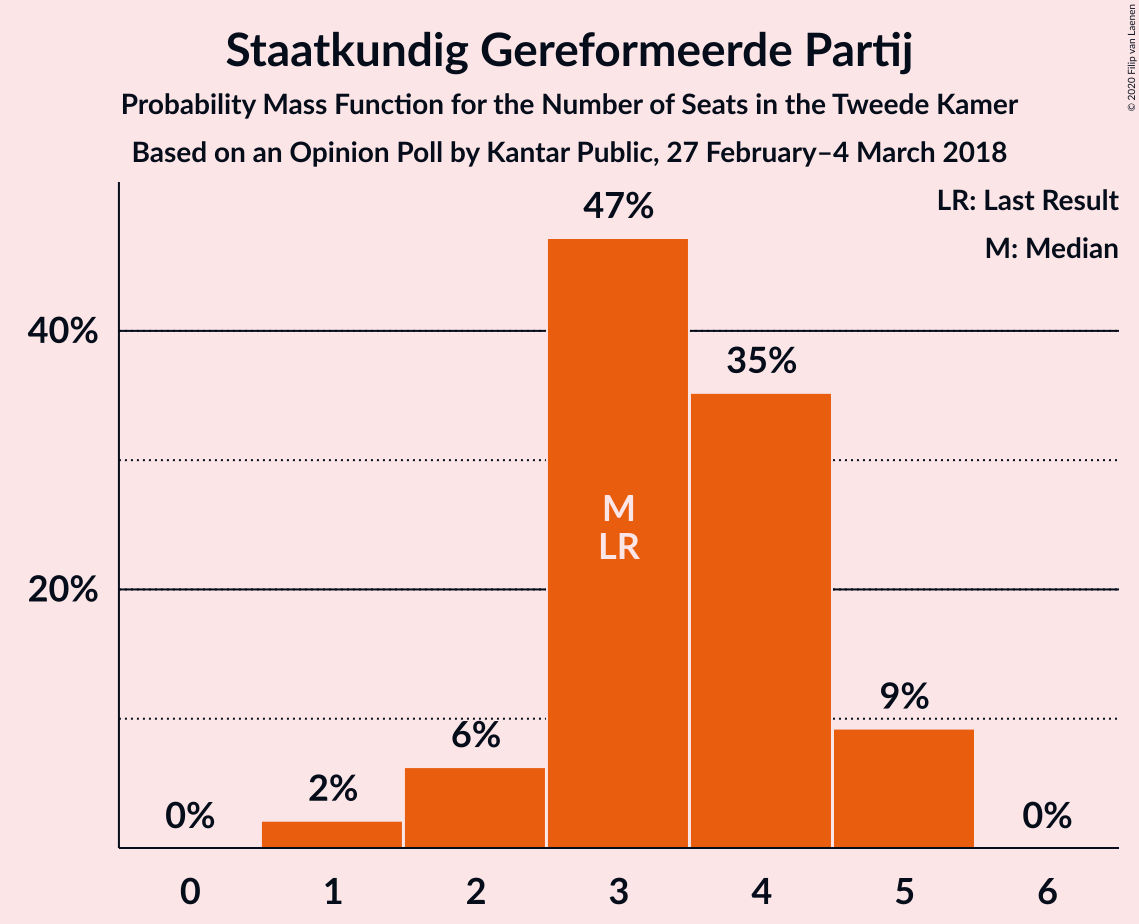 Staatkundig Gereformeerde Partij
Probability Mass Function for the Number of Seats in the Tweede Kamer
Based on an Opinion Poll by Kantar Public, 27 February–4 March 2018
© 2020 Filip van Laenen
LR: Last Result
M: Median
47%
40%
35%
M
LR
20%
9%
6%
2%
0%
0%
0 1 2 3 4 5 6